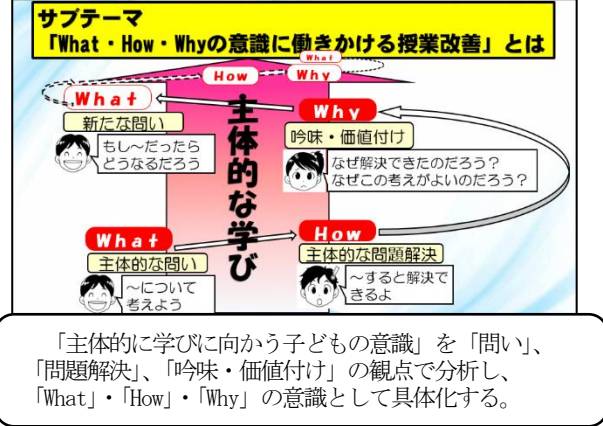 サブテーマ
「What・How・Whyの意識に働きかける授業改善」とは
What
How
Why
What
Why
新たな問い
吟味・価値付け
もし～だったら
どうなるだろう
なぜ解決できたのだろう？
なぜこの考えがよいのだろう？
主体的な学び
What
How
主体的な問い
主体的な問題解決
～について
考えよう
～すると解決で
きるよ
「主体的に学びに向かう子どもの意識」を「問い」、
「問題解決」、「吟味・価値付け」の観点で分析し、
「What」・「How」・「Why」の意識として具体化する。